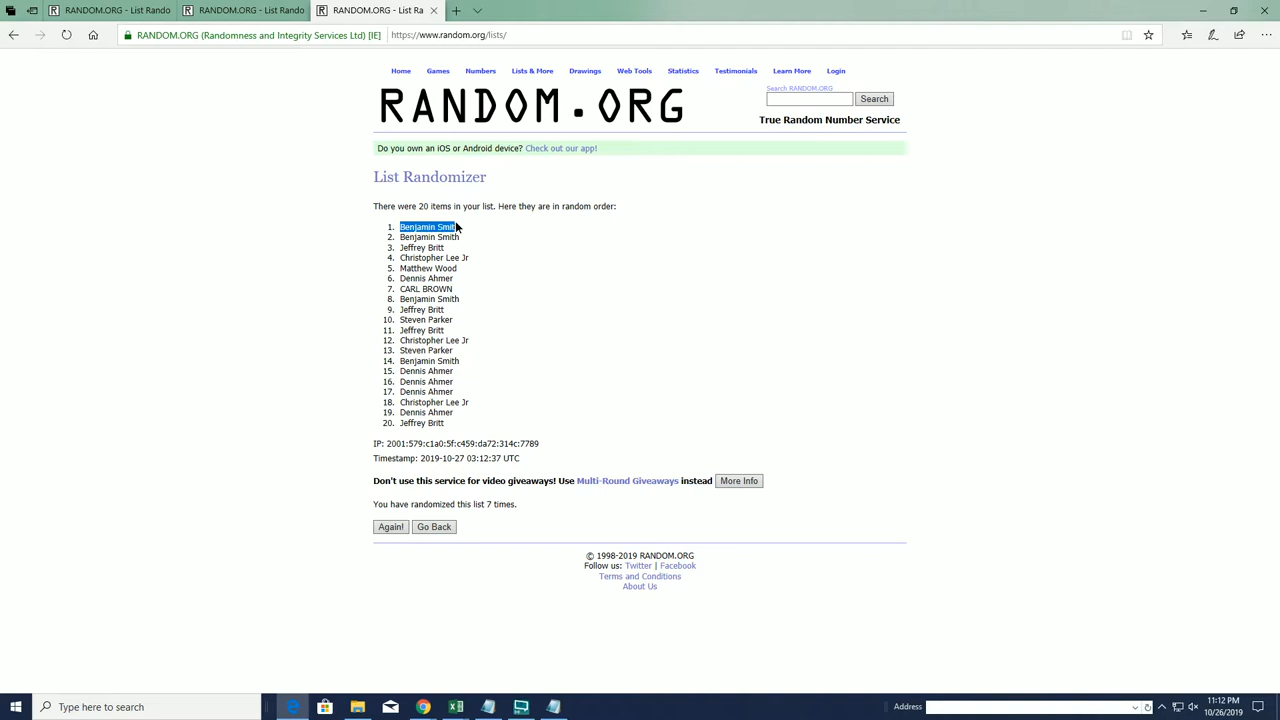 RANDOM.ORG - List Rando
RANDOM.ORG - List Rando
RANDOM.ORG - List Ra
RANDOM.ORG (Randomness and Integrity Services Ltd) [IE]
https://www.random.org/lists/
Home Games Numbers Lists & More Drawings Web Tools Statistics Testimonials Learn More Login
RANDOM.ORG
Search RANDOM.ORG
Search
True Random Number Service
Do you own an iOS or Android device? Check out our app!
List Randomizer
There were 20 items in your list. Here they are in random order:
1. Benjamin Smith
2. Benjamin Smith
3. Jeffrey Britt
4. Christopher Lee Jr
5. Matthew Wood
6. Dennis Ahmer
7. CARL BROWN
8. Benjamin Smith
9. Jeffrey Britt
10. Steven Parker
11. Jeffrey Britt
12. Christopher Lee Jr
13. Steven Parker
14. Benjamin Smith
15. Dennis Ahmer
16. Dennis Ahmer
17. Dennis Ahmer
18. Christopher Lee Jr
19. Dennis Ahmer
20. Jeffrey Britt
IP: 2001:579:c1a0:5f:c459:da72:314c:7789
Timestamp: 2019-10-27 03:12:37 UTC
Don't use this service for video giveaways! Use Multi-Round Giveaways instead More Info
You have randomized this list 7 times.
Again! Go Back
© 1998-2019 RANDOM.ORG
Follow us: Twitter | Facebook
Terms and Conditions
About Us
Type here to search
Address
11:12 PM
10/26/2019